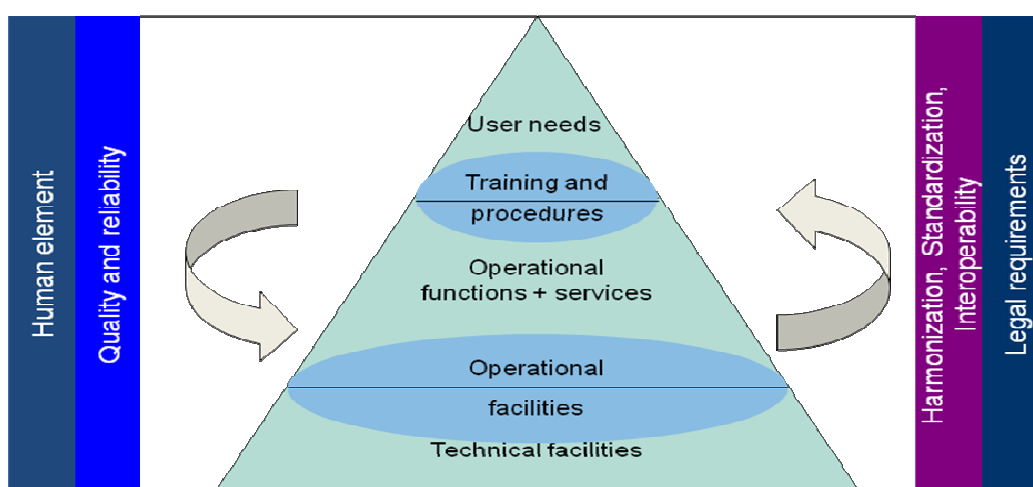 Human element
Quality and reliability
User needs
Training and
procedures
Operational
functions + services
Operational
facilities
Technical facilities
Harmonization, Standardization,
Interoperability
Legal requirements